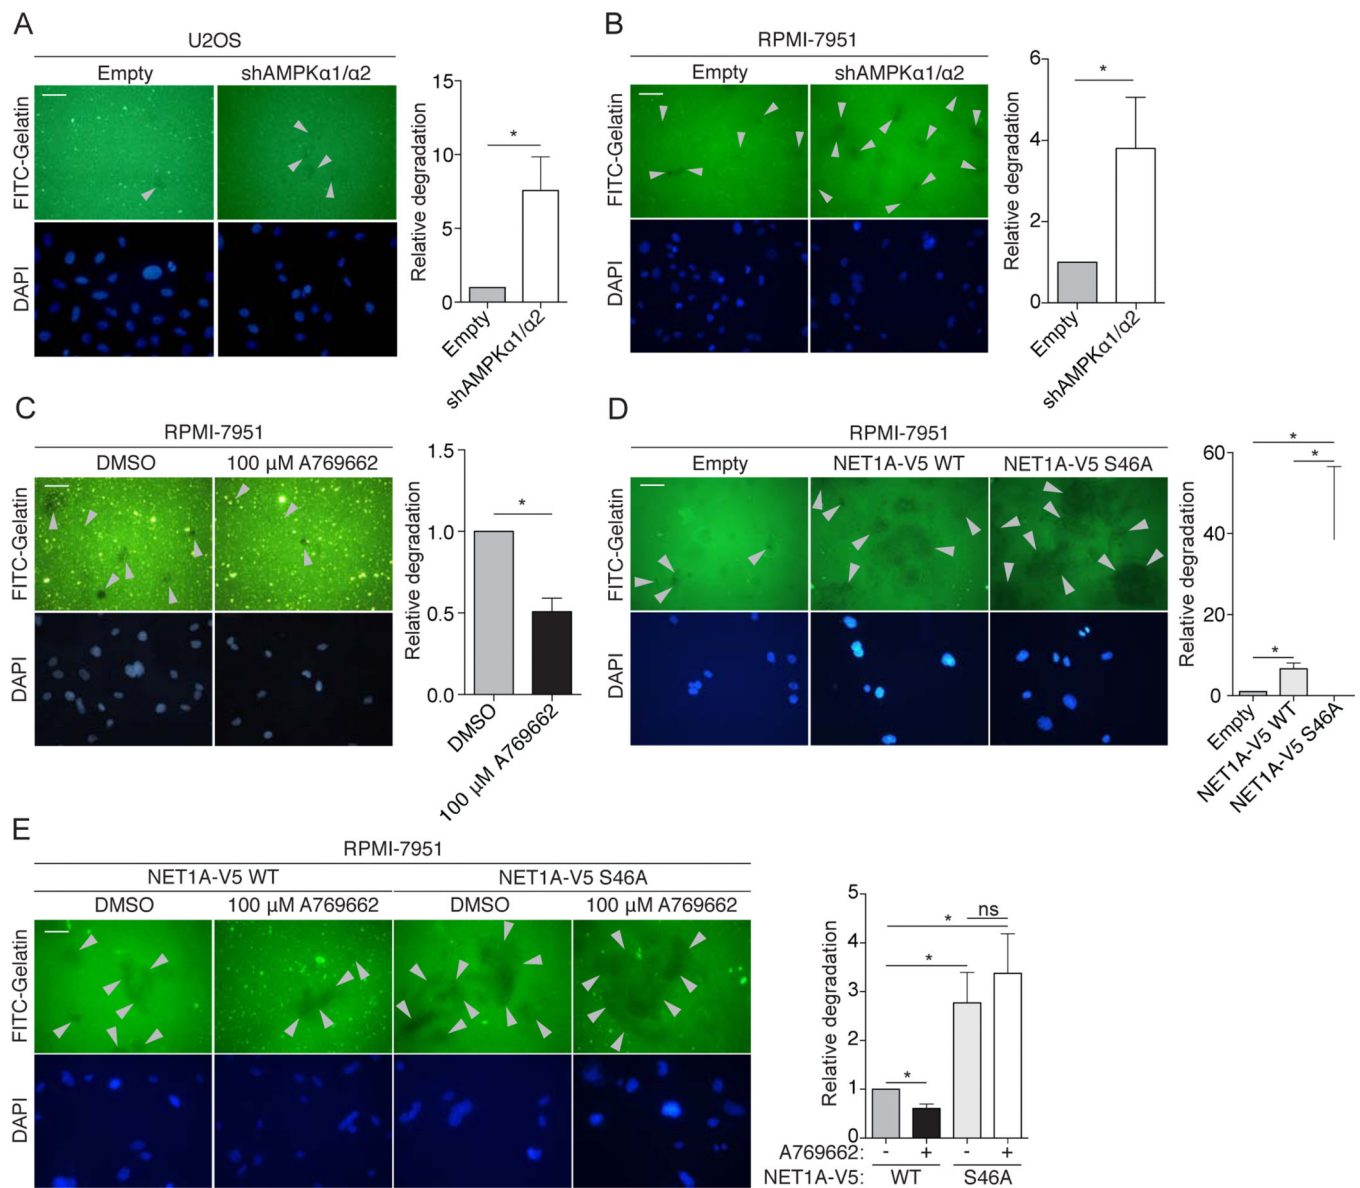 A
U2OS
Empty
shAMPKα1/α2
FITC-Gelatin
DAPI
Relative degradation
15
10
5
0
*
Empty
shAMPKα1/α2
B
RPMI-7951
Empty
shAMPKα1/α2
FITC-Gelatin
DAPI
Relative degradation
6
4
2
0
*
Empty
shAMPKα1/α2
C
RPMI-7951
DMSO
100 µM A769662
FITC-Gelatin
DAPI
Relative degradation
1.5
1.0
0.5
0.0
*
DMSO
100 µM A769662
D
RPMI-7951
Empty
NET1A-V5 WT
NET1A-V5 S46A
FITC-Gelatin
DAPI
Relative degradation
60
40
20
0
*
*
*
Empty
NET1A-V5 WT
NET1A-V5 S46A
E
RPMI-7951
NET1A-V5 WT
NET1A-V5 S46A
DMSO
100 µM A769662
DMSO
100 µM A769662
FITC-Gelatin
DAPI
Relative degradation
5
4
3
2
1
0
*
ns
*
*
A769662: - + - +
NET1A-V5: WT S46A